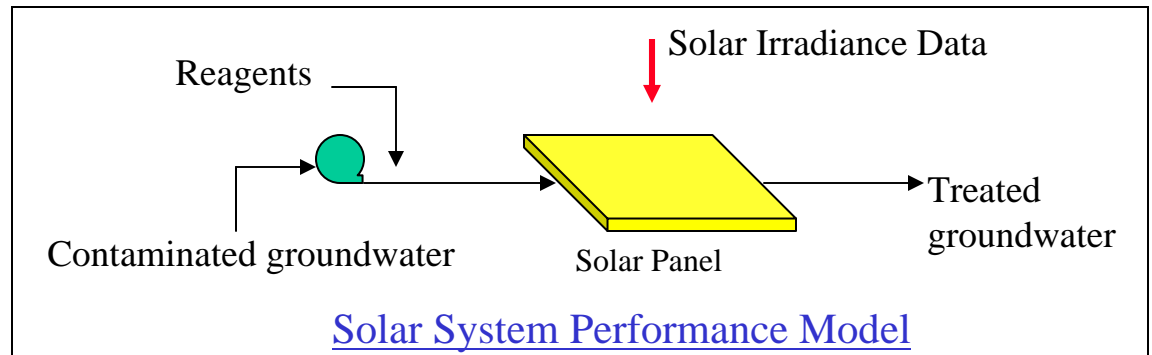 Solar Irradiance Data
Reagents
Contaminated groundwater
Solar Panel
Treated
groundwater
Solar System Performance Model